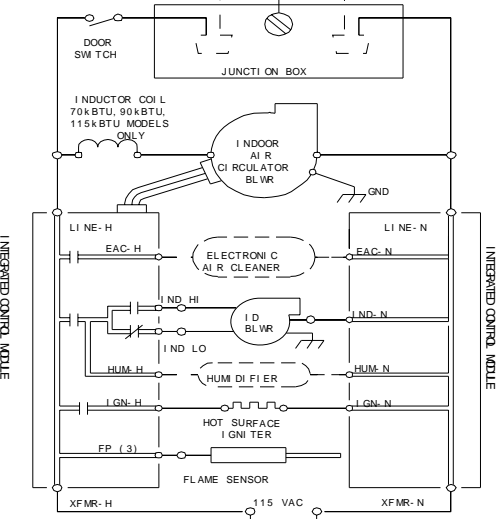 DOOR
SWITCH
JUNCTION BOX
INDUCTOR COIL
70kBTU, 90kBTU,
115kBTU MODELS
ONLY
INDOOR
AIR
CIRCULATOR
BLWR
GND
LINE-H
LINE-N
INTEGRATED CONTROL MODULE
INTEGRATED CONTROL MODULE
EAC-H
ELECTRONIC
AIR CLEANER
EAC-N
IND HI
ID
BLWR
IND-N
IND LO
HUM-H
HUMIDIFIER
HUM-N
IGN-H
IGN-N
HOT SURFACE
IGNITER
FP (3)
FLAME SENSOR
XFMR-H
115 VAC
XFMR-N